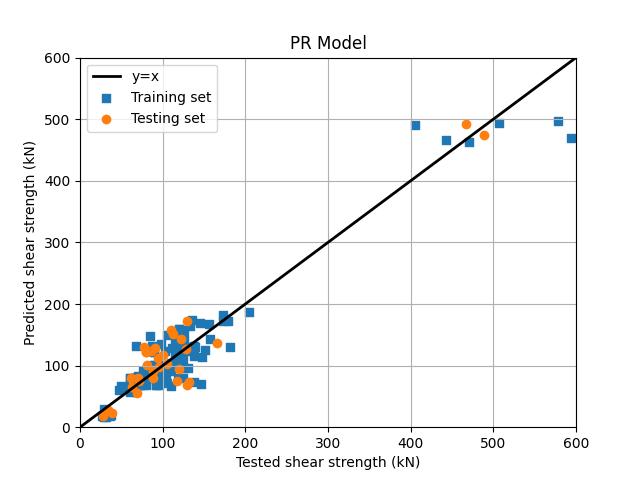 PR Model
600
500
400
300
200
100
0
Predicted shear strength (kN)
y=x
Training set
Testing set
0 100 200 300 400 500 600
Tested shear strength (kN)